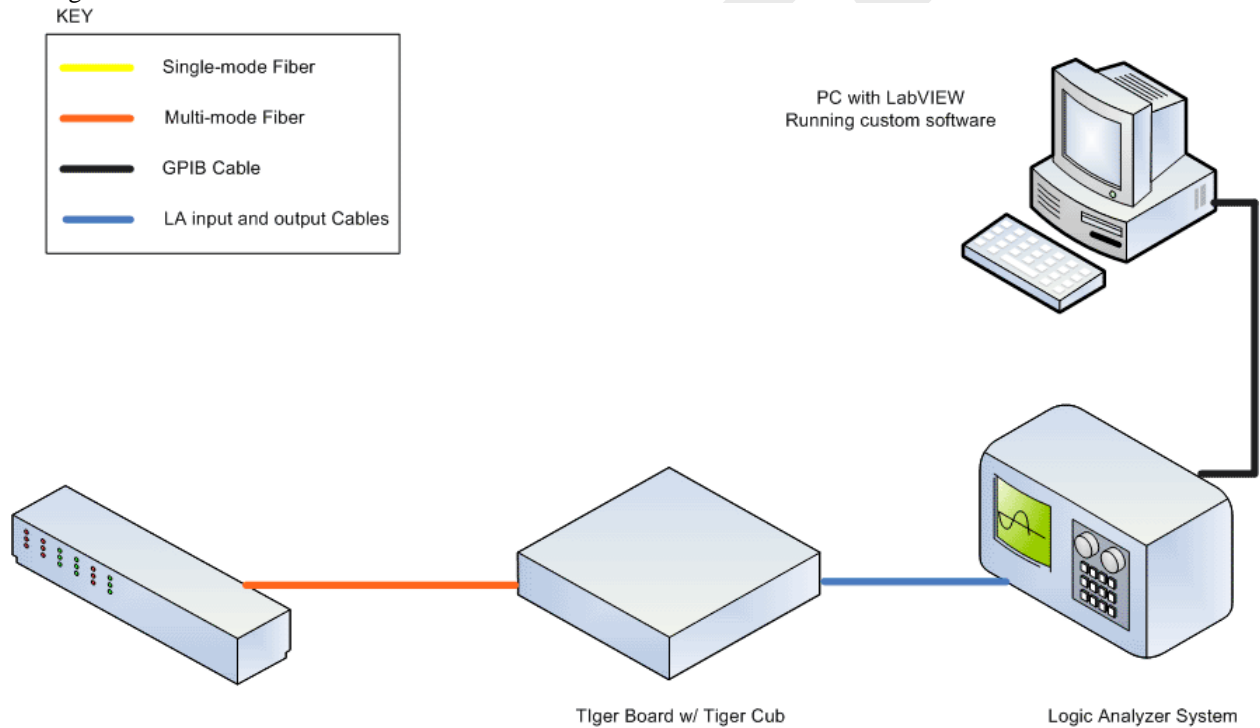 KEY
Single-mode Fiber
Multi-mode Fiber
GPIB Cable
LA input and output Cables
PC with LabVIEW
Running custom software
TIger Board w/ Tiger Cub
Logic Analyzer System